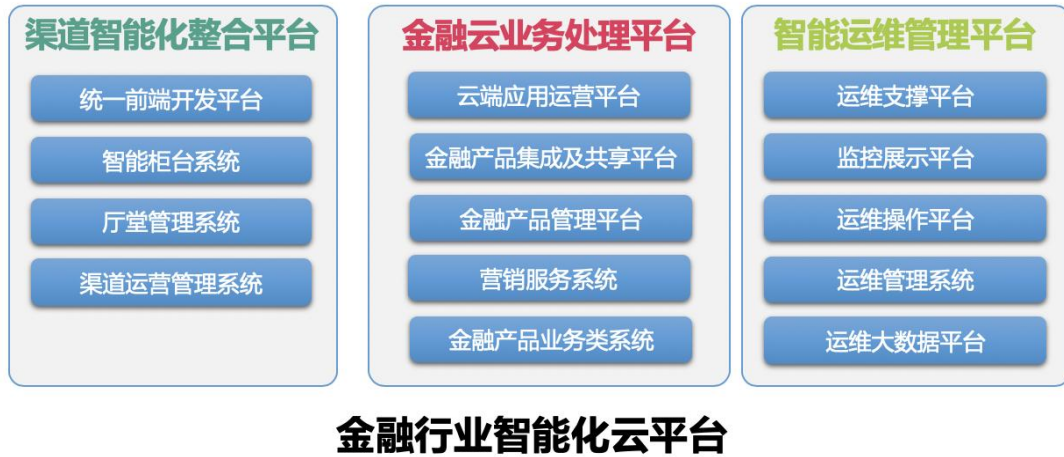 渠道智能化整合平台
统一前端开发平台
智能柜台系统
厅堂管理系统
渠道运营管理系统
金融云业务处理平台
云端应用运营平台
金融产品集成及共享平台
金融产品管理平台
营销服务系统
金融产品业务类系统
智能运维管理平台
运维支撑平台
监控展示平台
运维操作平台
运维管理系统
运维大数据平台
金融行业智能化云平台